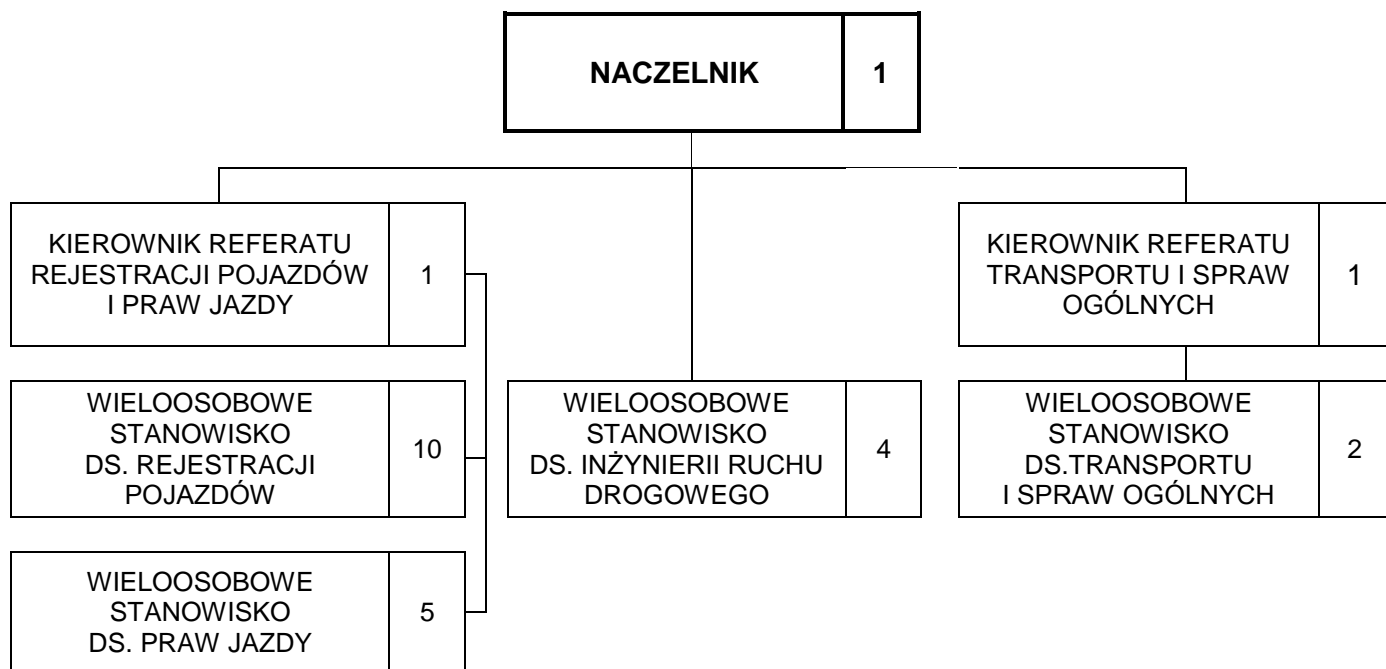 NACZELNIK
1
KIEROWNIK REFERATU
REJESTRACJI POJAZDÓW
I PRAW JAZDY
1
KIEROWNIK REFERATU
TRANSPORTU I SPRAW
OGÓLNYCH
1
WIELOOSOBOWE
STANOWISKO
DS. REJESTRACJI
POJAZDÓW
10
WIELOOSOBOWE
STANOWISKO
DS. INŻYNIERII RUCHU
DROGOWEGO
4
WIELOOSOBOWE
STANOWISKO
DS.TRANSPORTU
I SPRAW OGÓLNYCH
2
WIELOOSOBOWE
STANOWISKO
DS. PRAW JAZDY
5